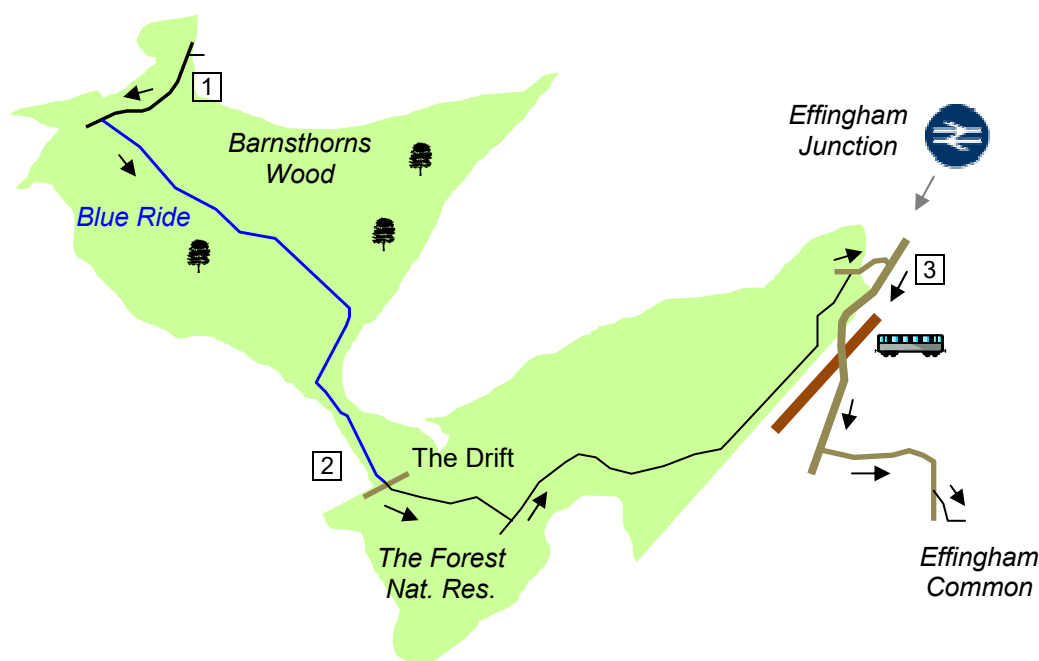 1
Barnsthorns
Wood
Effingham
Junction
Blue Ride
3
2
The Drift
The Forest
Nat. Res.
Effingham
Common